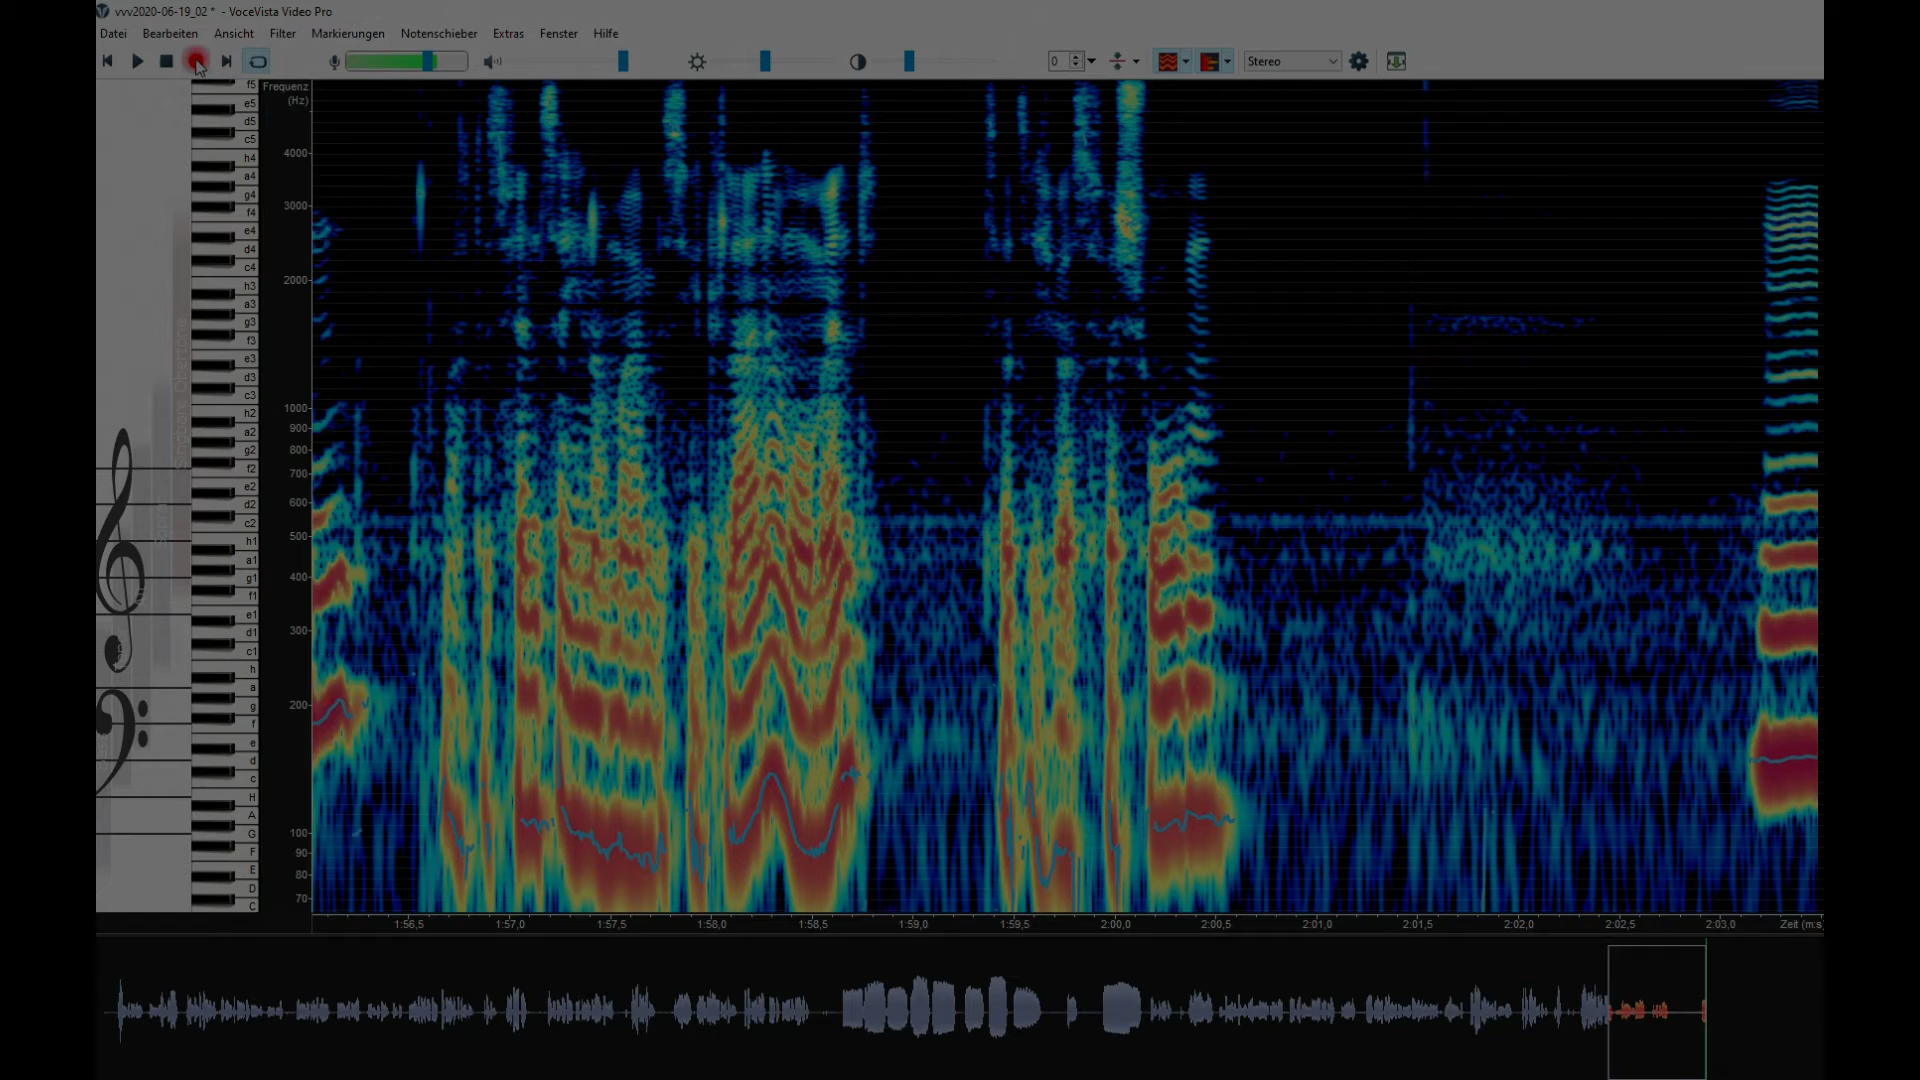 vvv2020-06-19_02 * - VoceVista Video Pro
Datei Bearbeiten Ansicht Filter Markierungen Notenschieber Extras Fenster Hilfe
0 Stereo
Frequenz
(Hz)
f5
e5
d5
c5
h4
a4
g4
f4
e4
d4
c4
h3
a3
g3
f3
e3
d3
c3
h2
a2
g2
f2
e2
d2
c2
h1
a1
g1
f1
e1
d1
c1
h
a
g
f
e
d
c
H
A
G
F
E
D
C
4000
3000
2000
1000
900
800
700
600
500
400
300
200
100
90
80
70
1:56,5 1:57,0 1:57,5 1:58,0 1:58,5 1:59,0 1:59,5 2:00,0 2:00,5 2:01,0 2:01,5 2:02,0 2:02,5 2:03,0 Zeit (m:s)